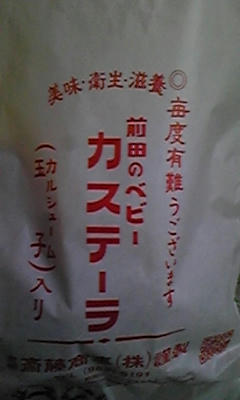 美味・衛生・滋養
◎毎度有難うございます
前田のベビー
カステーラ
(カルシューム
玉子)入り
斎藤商事(株)謹製